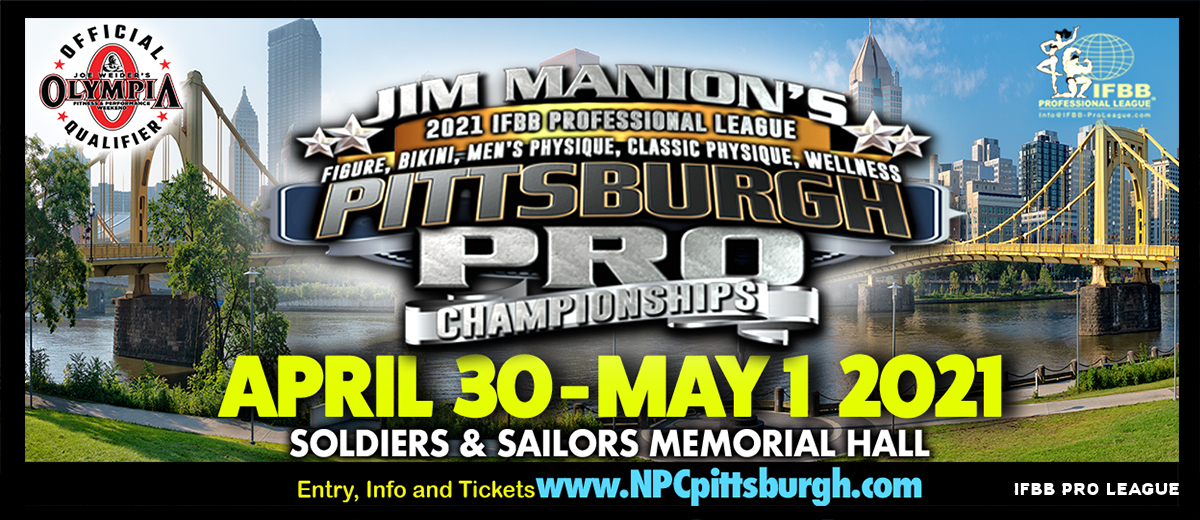 OFFICIAL
JOE WEIDER'S
OLYMPIA
FITNESS & PERFORMANCE
WEEKEND
QUALIFIER
JIM MANION'S
2021 IFBB PROFESSIONAL LEAGUE
FIGURE, BIKINI, MEN'S PHYSIQUE, CLASSIC PHYSIQUE, WELLNESS
PITTSBURGH
PRO
CHAMPIONSHIPS
IFBB
PROFESSIONAL LEAGUE
Info@IFBB-ProLeague.com
APRIL 30-MAY 1 2021
SOLDIERS & SAILORS MEMORIAL HALL
Entry, Info and Tickets www.NPCpittsburgh.com
IFBB PRO LEAGUE